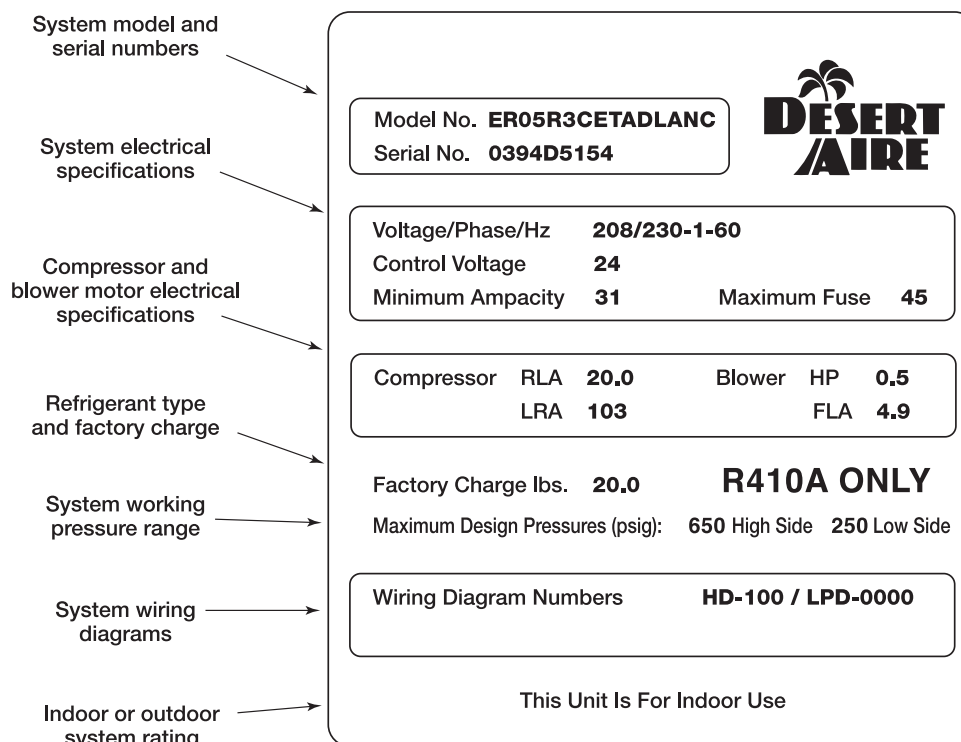 System model and
serial numbers
System electrical
specifications
Compressor and
blower motor electrical
specifications
Refrigerant type
and factory charge
System working
pressure range
System wiring
diagrams
Indoor or outdoor
system rating
DESERT
AIRE
Model No. ER05R3CETADLANC
Serial No. 0394D5154
Voltage/Phase/Hz 208/230-1-60
Control Voltage 24
Minimum Ampacity 31 Maximum Fuse 45
Compressor RLA 20.0 Blower HP 0.5
LRA 103 FLA 4.9
Factory Charge lbs. 20.0 R410A ONLY
Maximum Design Pressures (psig): 650 High Side 250 Low Side
Wiring Diagram Numbers HD-100 / LPD-0000
This Unit Is For Indoor Use